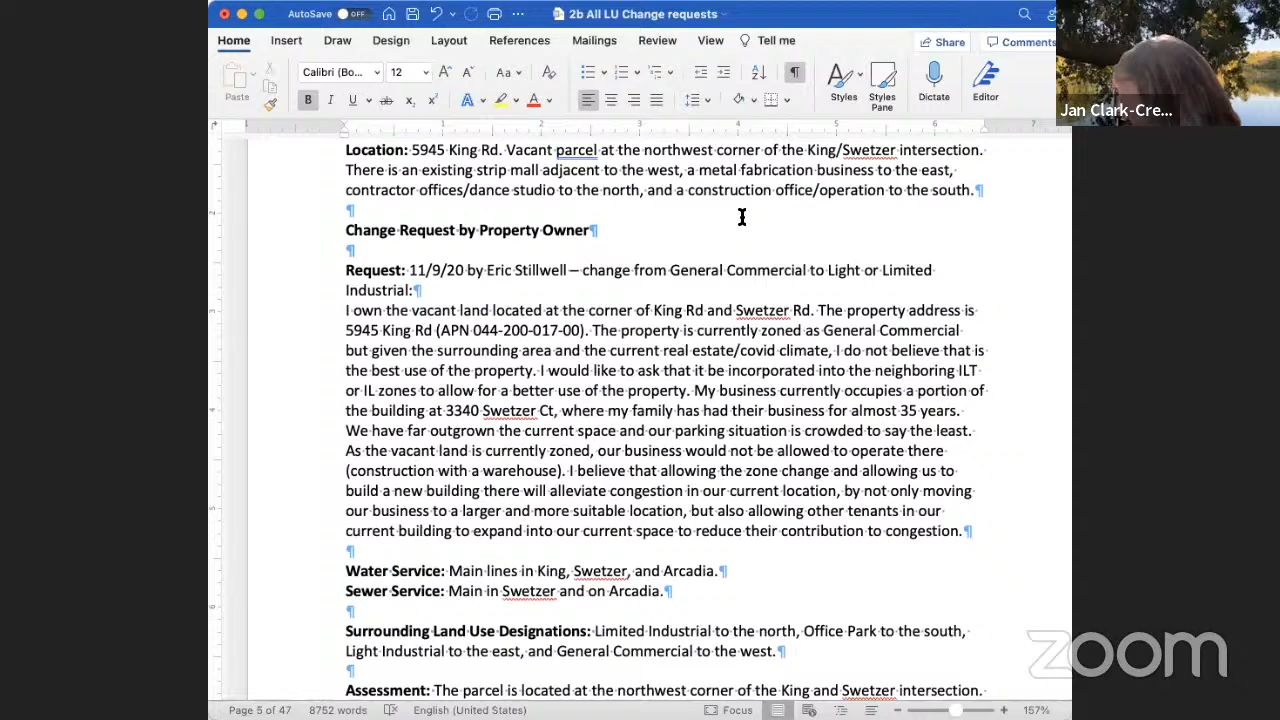 AutoSave OFF 2b All LU Change requests
Home Insert Draw Design Layout References Mailings Review View Tell me Share Comments
Jan Clark-Cre...
Calibri (Bo... 12
Paste Styles Styles Pane Dictate Editor
Location: 5945 King Rd. Vacant parcel at the northwest corner of the King/Swetzer intersection.
There is an existing strip mall adjacent to the west, a metal fabrication business to the east,
contractor offices/dance studio to the north, and a construction office/operation to the south.¶
¶
Change Request by Property Owner¶
¶
Request: 11/9/20 by Eric Stillwell – change from General Commercial to Light or Limited
Industrial:¶
I own the vacant land located at the corner of King Rd and Swetzer Rd. The property address is
5945 King Rd (APN 044-200-017-00). The property is currently zoned as General Commercial
but given the surrounding area and the current real estate/covid climate, I do not believe that is
the best use of the property. I would like to ask that it be incorporated into the neighboring ILT
or IL zones to allow for a better use of the property. My business currently occupies a portion of
the building at 3340 Swetzer Ct, where my family has had their business for almost 35 years.
We have far outgrown the current space and our parking situation is crowded to say the least.
As the vacant land is currently zoned, our business would not be allowed to operate there
(construction with a warehouse). I believe that allowing the zone change and allowing us to
build a new building there will alleviate congestion in our current location, by not only moving
our business to a larger and more suitable location, but also allowing other tenants in our
current building to expand into our current space to reduce their contribution to congestion.¶
¶
Water Service: Main lines in King, Swetzer, and Arcadia.¶
Sewer Service: Main in Swetzer and on Arcadia.¶
¶
Surrounding Land Use Designations: Limited Industrial to the north, Office Park to the south,
Light Industrial to the east, and General Commercial to the west.¶
¶
Assessment: The parcel is located at the northwest corner of the King and Swetzer intersection.
zoom
Page 5 of 47 8752 words English (United States) Focus 157%